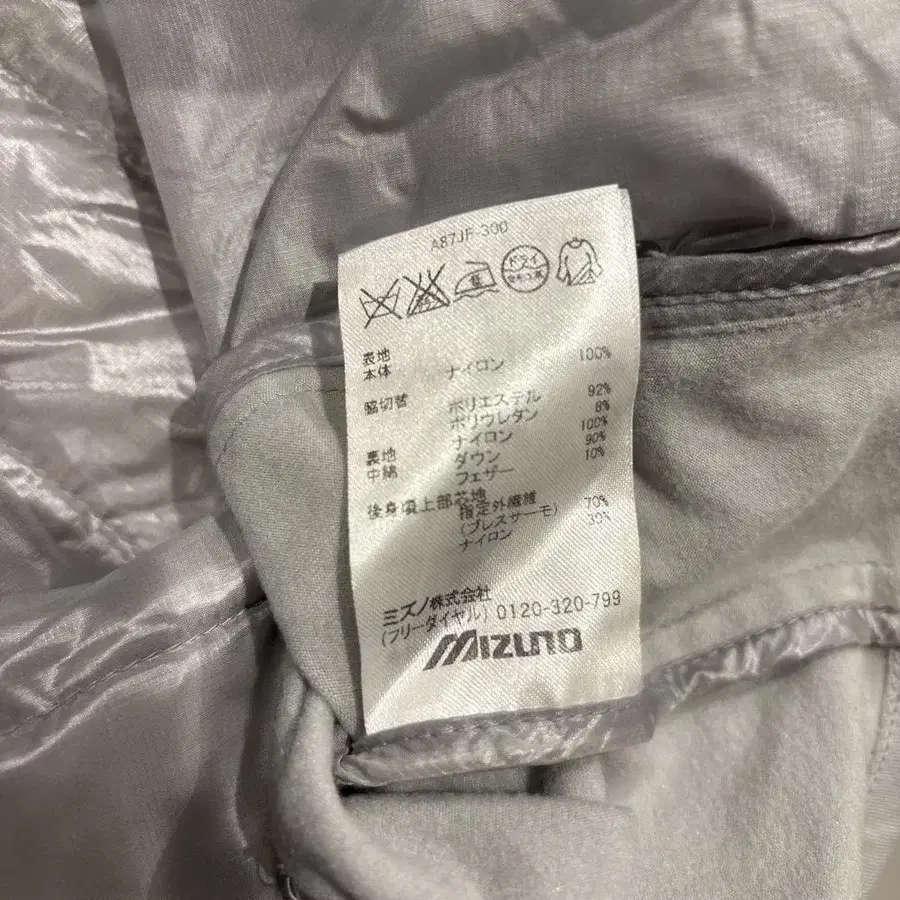 A87JF-300
ドライ
表地
本体 ナイロン 100%
脇切替 ポリエステル 92%
ポリウレタン 8%
裏地 ナイロン 100%
中綿 ダウン 90%
フェザー 10%
後身頃上部芯地
指定外繊維 70%
(ブレスサーモ)
ナイロン 30%
ミズノ株式会社
(フリーダイヤル) 0120-320-799
MIZUNO